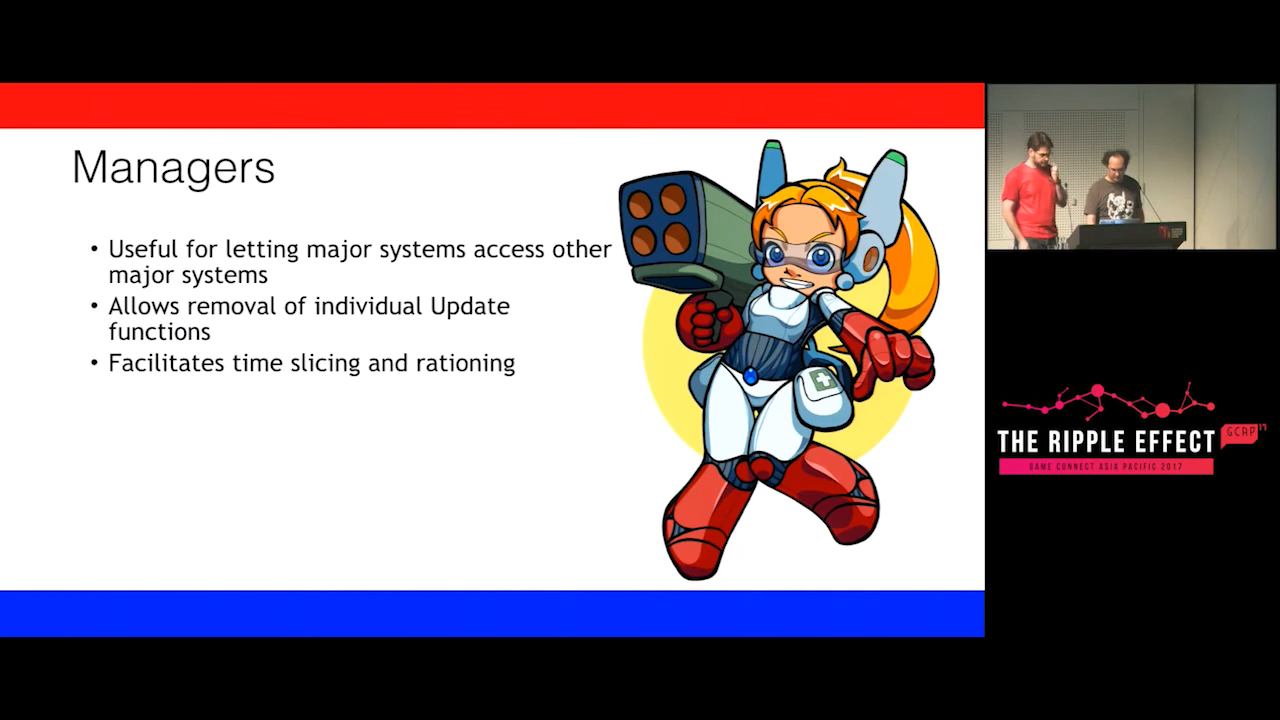 Managers
• Useful for letting major systems access other
major systems
• Allows removal of individual Update
functions
• Facilitates time slicing and rationing
THE RIPPLE EFFECT
GCAP17
GAME CONNECT ASIA PACIFIC 2017